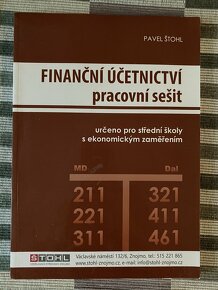 PAVEL ŠTOHL
FINANČNÍ ÚČETNICTVÍ
pracovní sešit
určeno pro střední školy
s ekonomickým zaměřením
MD Dal
211 321
221 411
311 461
ŠTOHL
Václavské náměstí 132/6, Znojmo, tel.: 515 221 865
www.stohl-znojmo.cz, e-mail: info@stohl-znojmo.cz